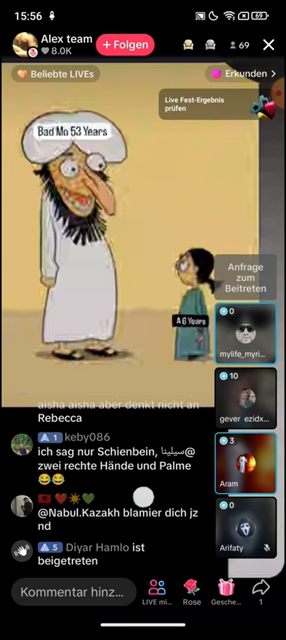 15:56
69
Alex team
8.0K
+ Folgen
69
Beliebte LIVEs
Erkunden >
Live Fest-Ergebnis
prüfen
Bad Mo 53 Years
A 6 Years
Anfrage
zum
Beitreten
0
mylife_myri...
10
gever ezidx...
3
Aram
0
Arifaty
aisha aisha aber denkt nicht an
Rebecca
1 keby086
ich sag nur Schienbein, سيلينا@
zwei rechte Hände und Palme
😂😂
❤️☀️💚
@Nabul.Kazakh blamier dich jz
nd
5 Diyar Hamlo ist
beigetreten
Kommentar hinz...
LIVE mi...
Rose
Gesche...
1